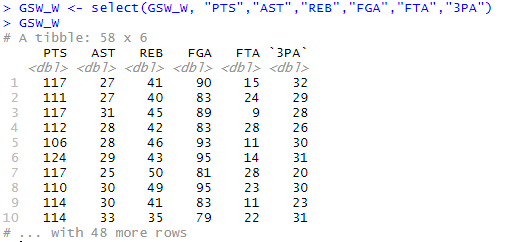 > GSW_W <- select(GSW_W, "PTS","AST","REB","FGA","FTA","3PA")
> GSW_W
# A tibble: 58 x 6
PTS AST REB FGA FTA `3PA`
<dbl> <dbl> <dbl> <dbl> <dbl> <dbl>
1 117 27 41 90 15 32
2 111 27 40 83 24 29
3 117 31 45 89 9 28
4 112 28 42 83 28 26
5 106 28 46 93 11 30
6 124 29 43 95 14 31
7 117 25 50 81 28 20
8 110 30 49 95 23 30
9 114 30 41 83 11 23
10 114 33 35 79 22 31
# ... with 48 more rows